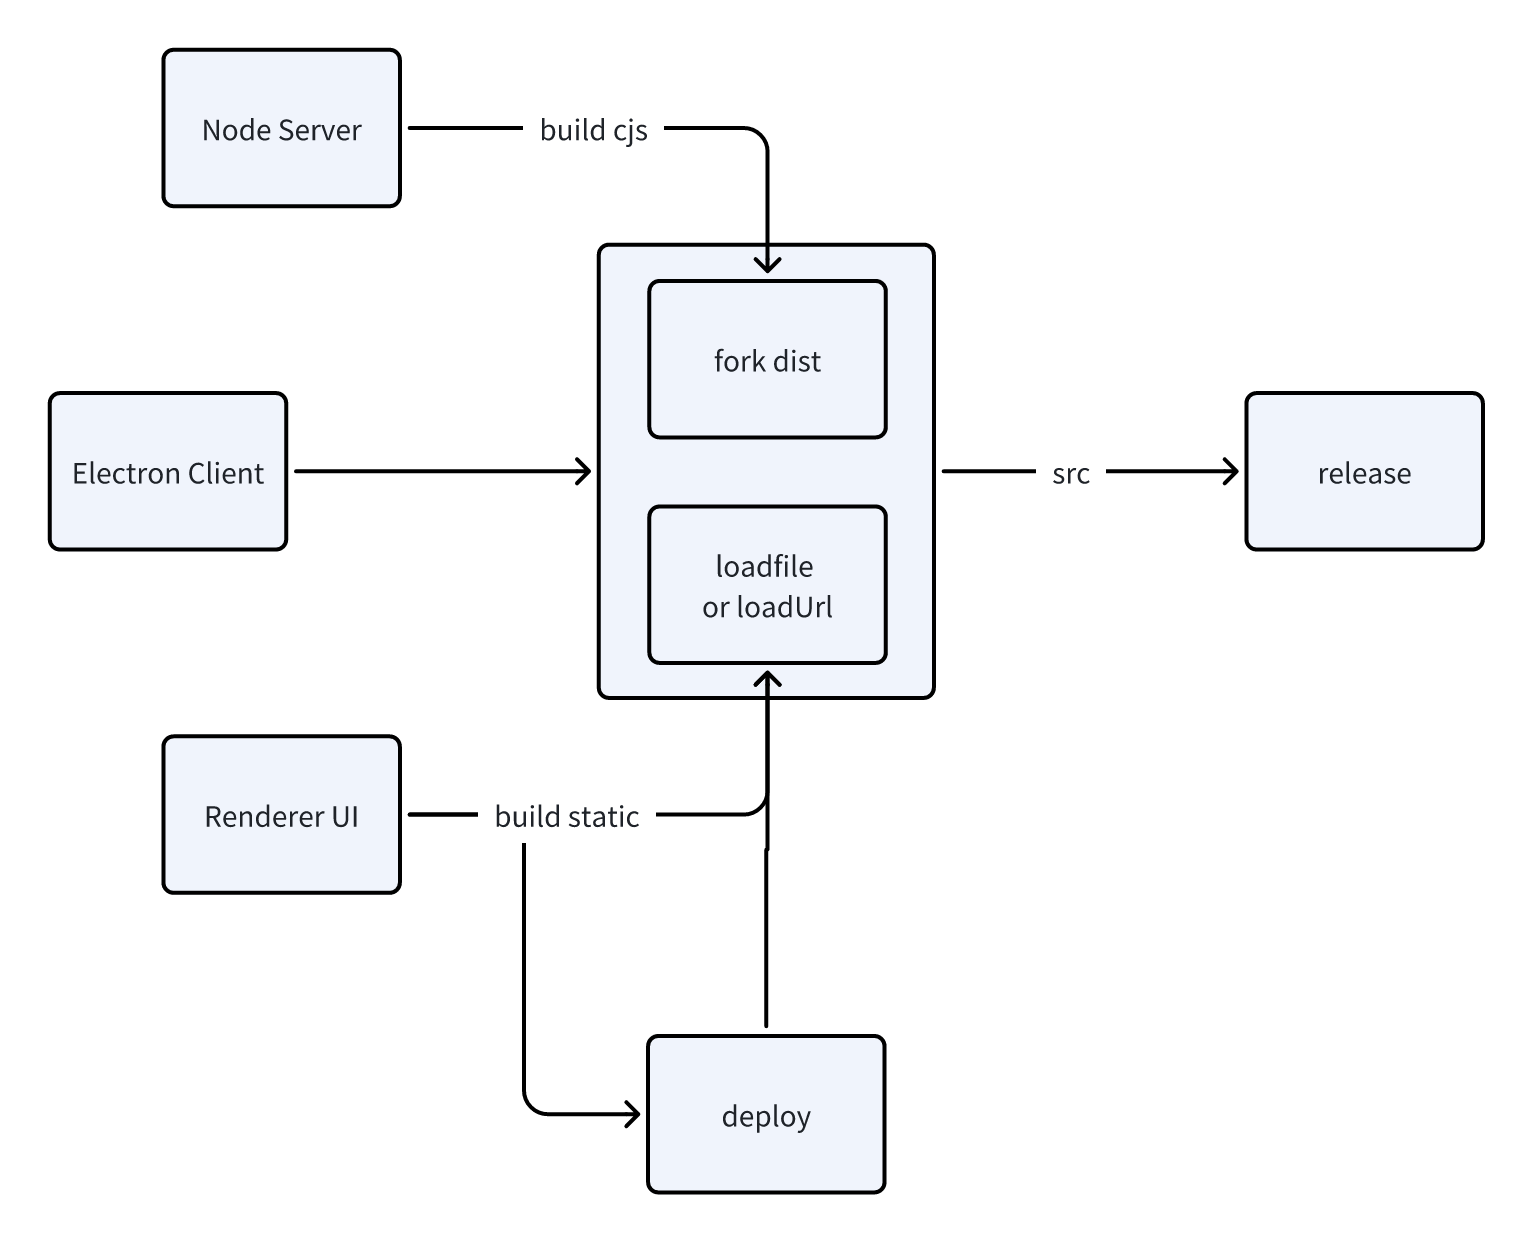 Node Server
build cjs
fork dist
Electron Client
src
release
loadfile
or loadUrl
Renderer UI
build static
deploy